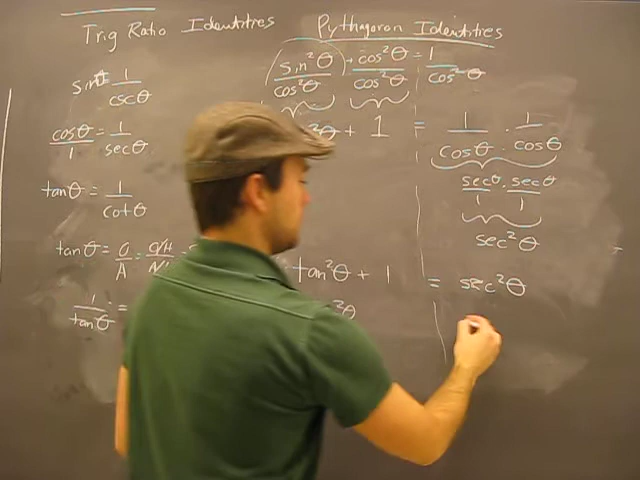 Trig Ratio Identities
sinθ 1/cscθ
cosθ/1 = 1/secθ
tanθ = 1/cotθ
tanθ = O/A = O/H /
1/tanθ =
Pythagorean Identities
sin²θ/cos²θ + cos²θ/cos²θ = 1/cos²θ
²θ + 1 = 1/cosθ · 1/cosθ
secθ/1 · secθ/1
sec²θ
tan²θ + 1 = sec²θ
²θ